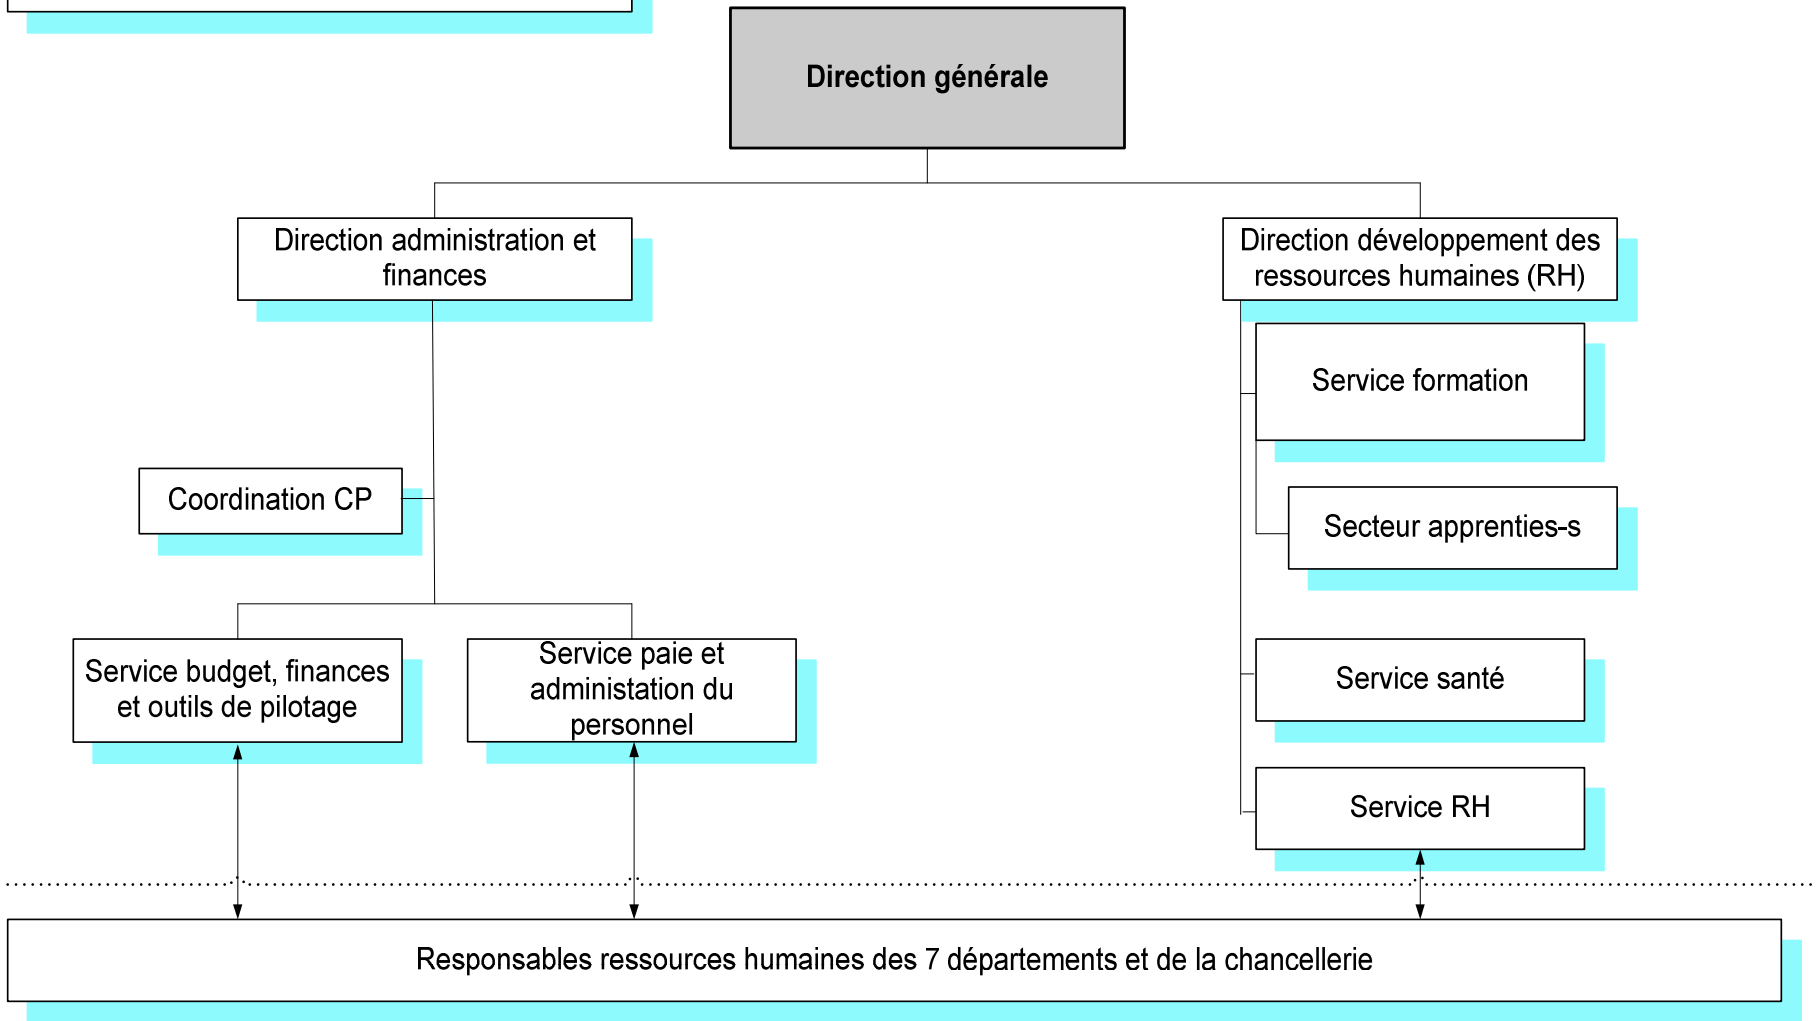 Direction générale
Direction administration et
finances
Direction développement des
ressources humaines (RH)
Service formation
Coordination CP
Secteur apprenties-s
Service budget, finances
et outils de pilotage
Service paie et
administation du
personnel
Service santé
Service RH
Responsables ressources humaines des 7 départements et de la chancellerie